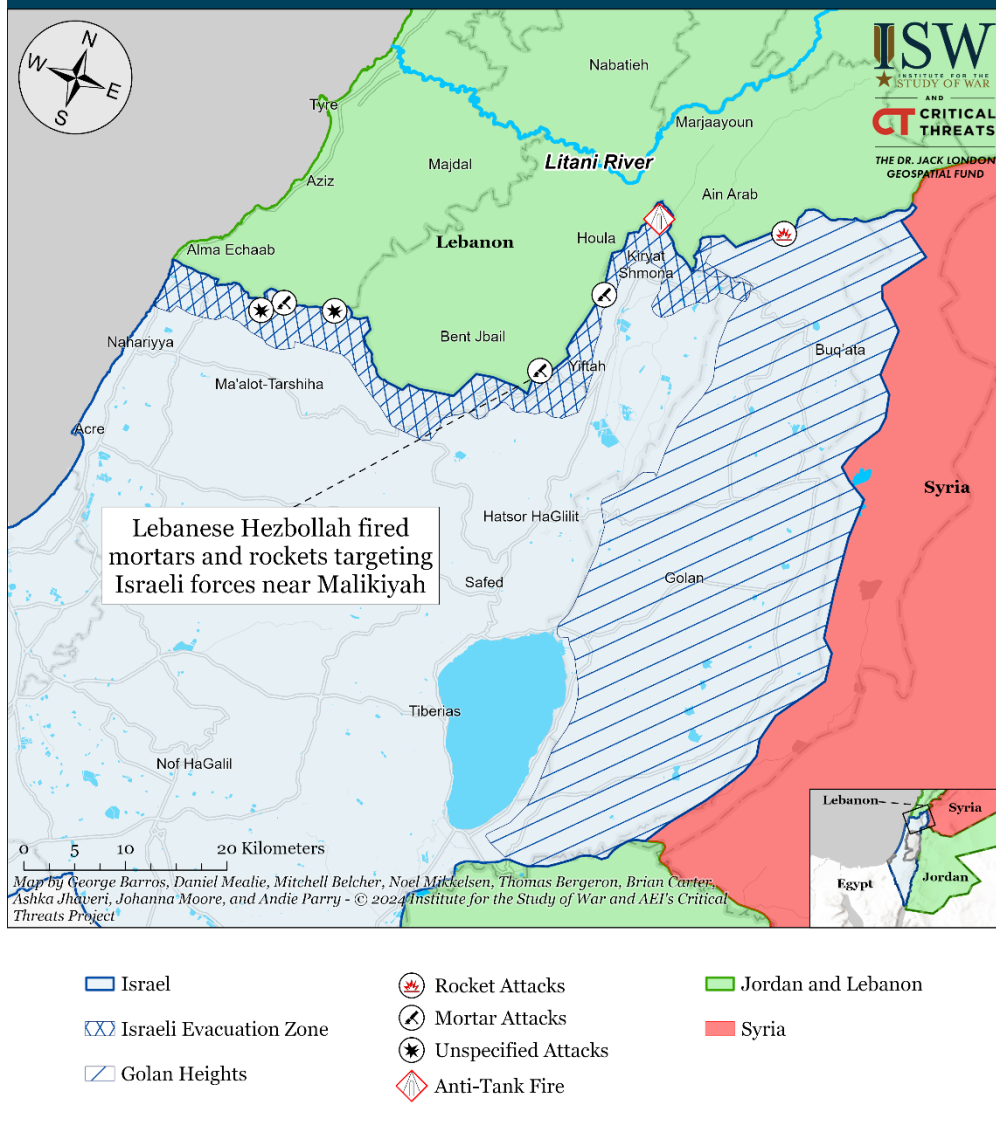 N
W
E
S
ISW
INSTITUTE FOR THE
STUDY OF WAR
AND
CT CRITICAL
THREATS
THE DR. JACK LONDON
GEOSPATIAL FUND
Nabatieh
Tyre
Marjaayoun
Majdal
Litani River
Aziz
Ain Arab
Alma Echaab
Lebanon
Houla
Kiryat
Shmona
Nahariyya
Bent Jbail
Buq'ata
Yiftah
Ma'alot-Tarshiha
Acre
Syria
Lebanese Hezbollah fired
mortars and rockets targeting
Israeli forces near Malikiyah
Hatsor HaGlilit
Safed
Golan
Tiberias
Nof HaGalil
Lebanon
Syria
Egypt
Jordan
0 5 10 20 Kilometers
Map by George Barros, Daniel Mealie, Mitchell Belcher, Noel Mikkelsen, Thomas Bergeron, Brian Carter,
Ashka Jhaveri, Johanna Moore, and Andie Parry - © 2024 Institute for the Study of War and AEI's Critical
Threats Project
Israel
Israeli Evacuation Zone
Golan Heights
Rocket Attacks
Mortar Attacks
Unspecified Attacks
Anti-Tank Fire
Jordan and Lebanon
Syria